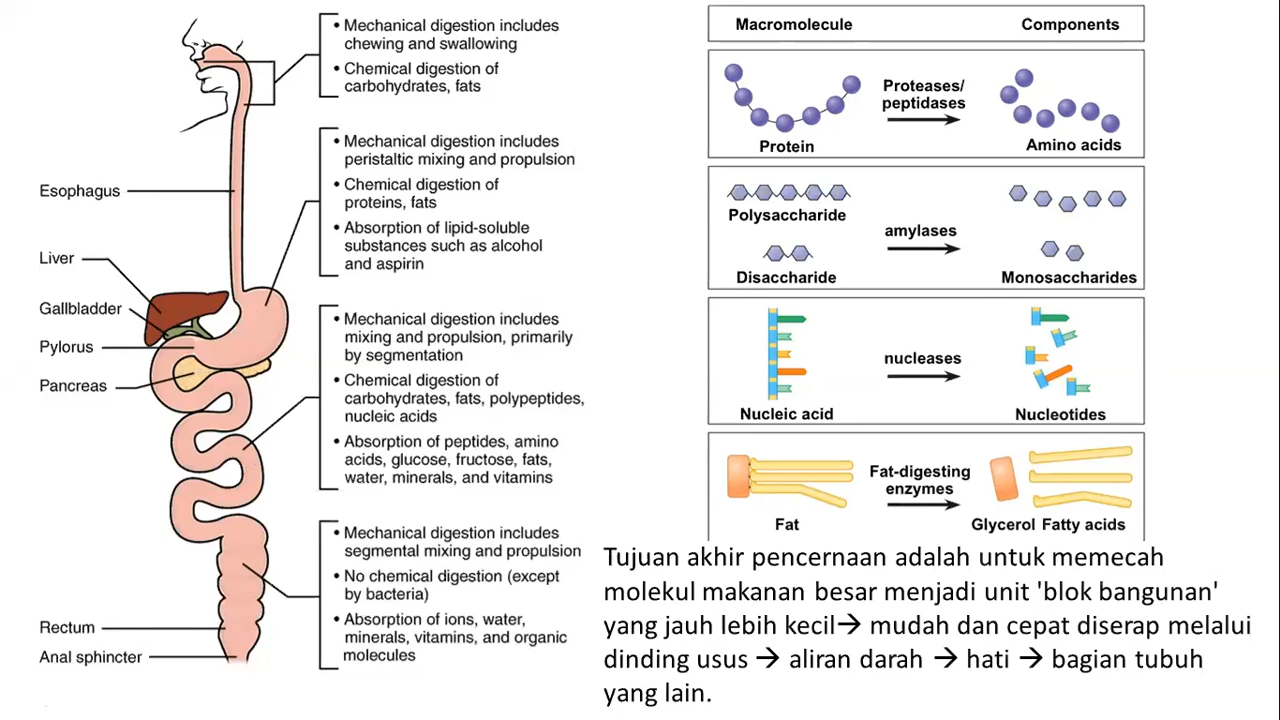 • Mechanical digestion includes
chewing and swallowing
• Chemical digestion of
carbohydrates, fats
• Mechanical digestion includes
peristaltic mixing and propulsion
• Chemical digestion of
proteins, fats
• Absorption of lipid-soluble
substances such as alcohol
and aspirin
• Mechanical digestion includes
mixing and propulsion, primarily
by segmentation
• Chemical digestion of
carbohydrates, fats, polypeptides,
nucleic acids
• Absorption of peptides, amino
acids, glucose, fructose, fats,
water, minerals, and vitamins
• Mechanical digestion includes
segmental mixing and propulsion
• No chemical digestion (except
by bacteria)
• Absorption of ions, water,
minerals, vitamins, and organic
molecules
Esophagus
Liver
Gallbladder
Pylorus
Pancreas
Rectum
Anal sphincter
Macromolecule Components
Proteases/
peptidases
Protein Amino acids
Polysaccharide
amylases
Disaccharide Monosaccharides
nucleases
Nucleic acid Nucleotides
Fat-digesting
enzymes
Fat Glycerol Fatty acids
Tujuan akhir pencernaan adalah untuk memecah
molekul makanan besar menjadi unit 'blok bangunan'
yang jauh lebih kecil→ mudah dan cepat diserap melalui
dinding usus → aliran darah → hati → bagian tubuh
yang lain.